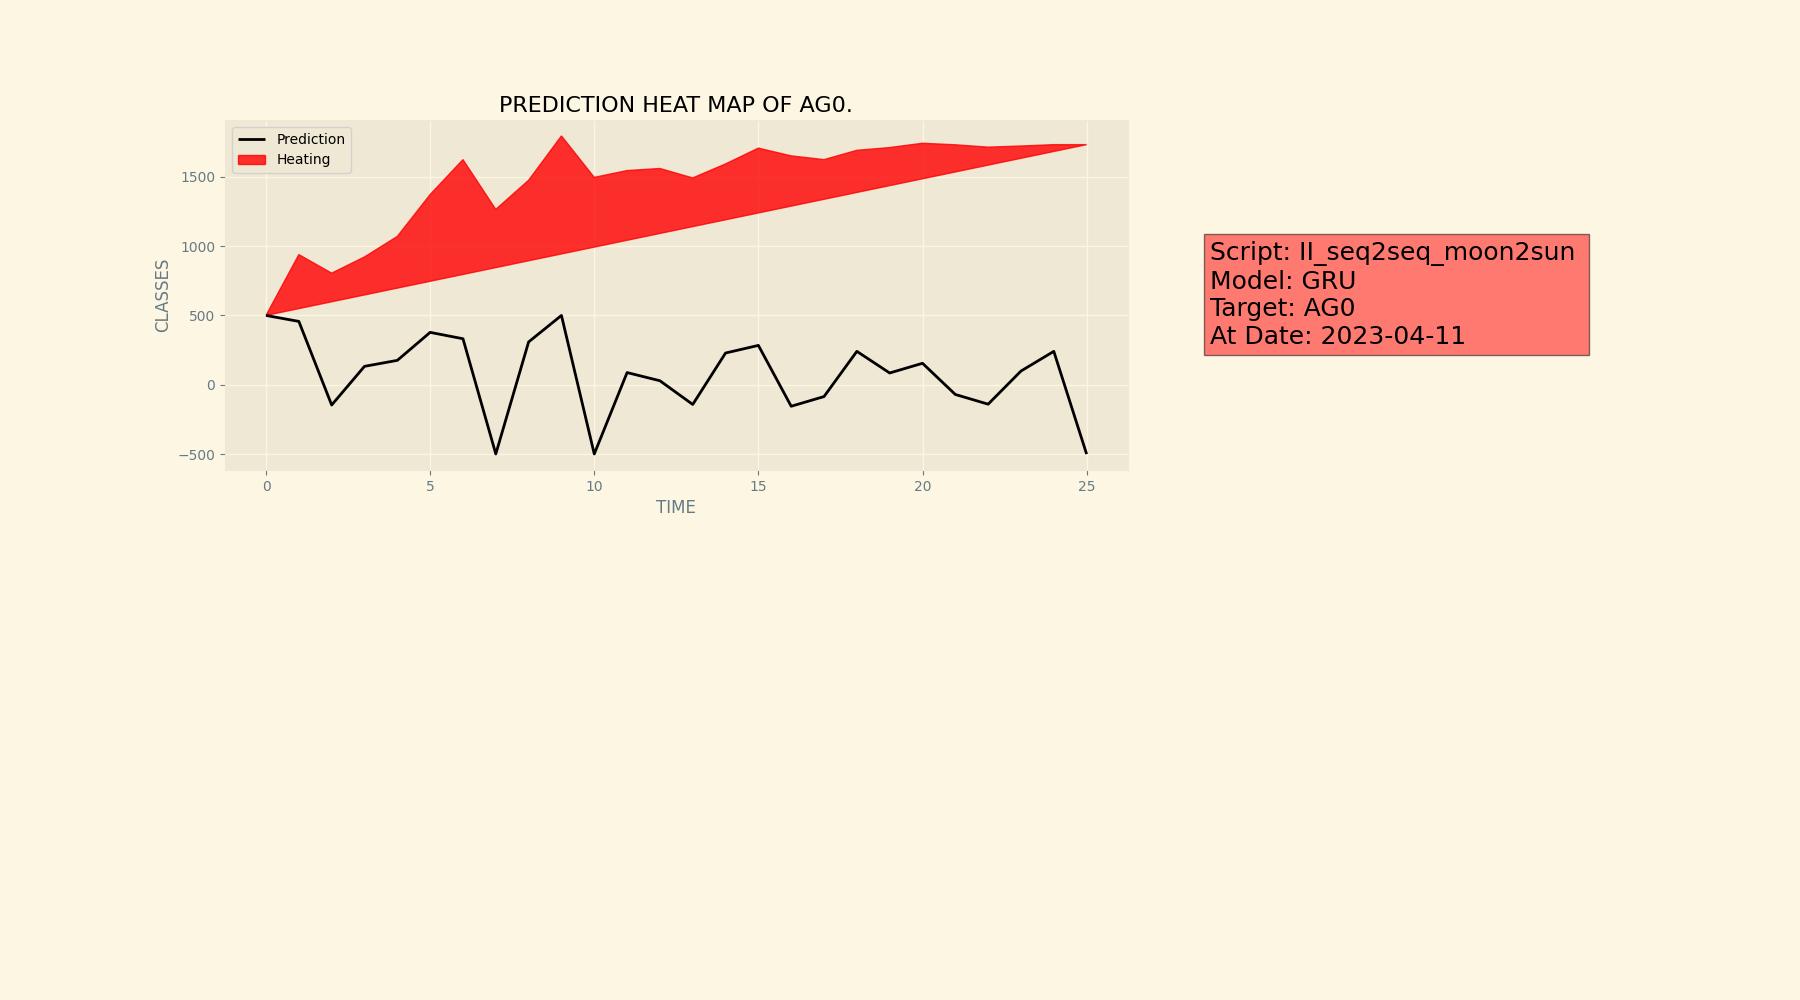 PREDICTION HEAT MAP OF AG0.
Prediction
Heating
CLASSES
1500
1000
500
0
−500
0 5 10 15 20 25
TIME
Script: II_seq2seq_moon2sun
Model: GRU
Target: AG0
At Date: 2023-04-11